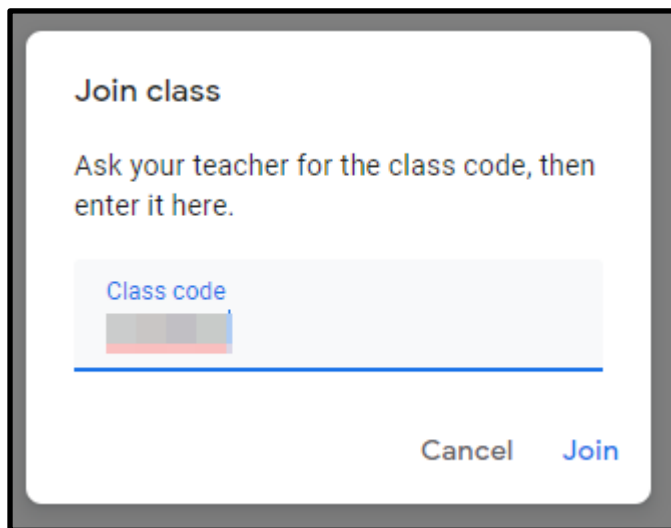 Join class
Ask your teacher for the class code, then
enter it here.
Class code
Cancel Join